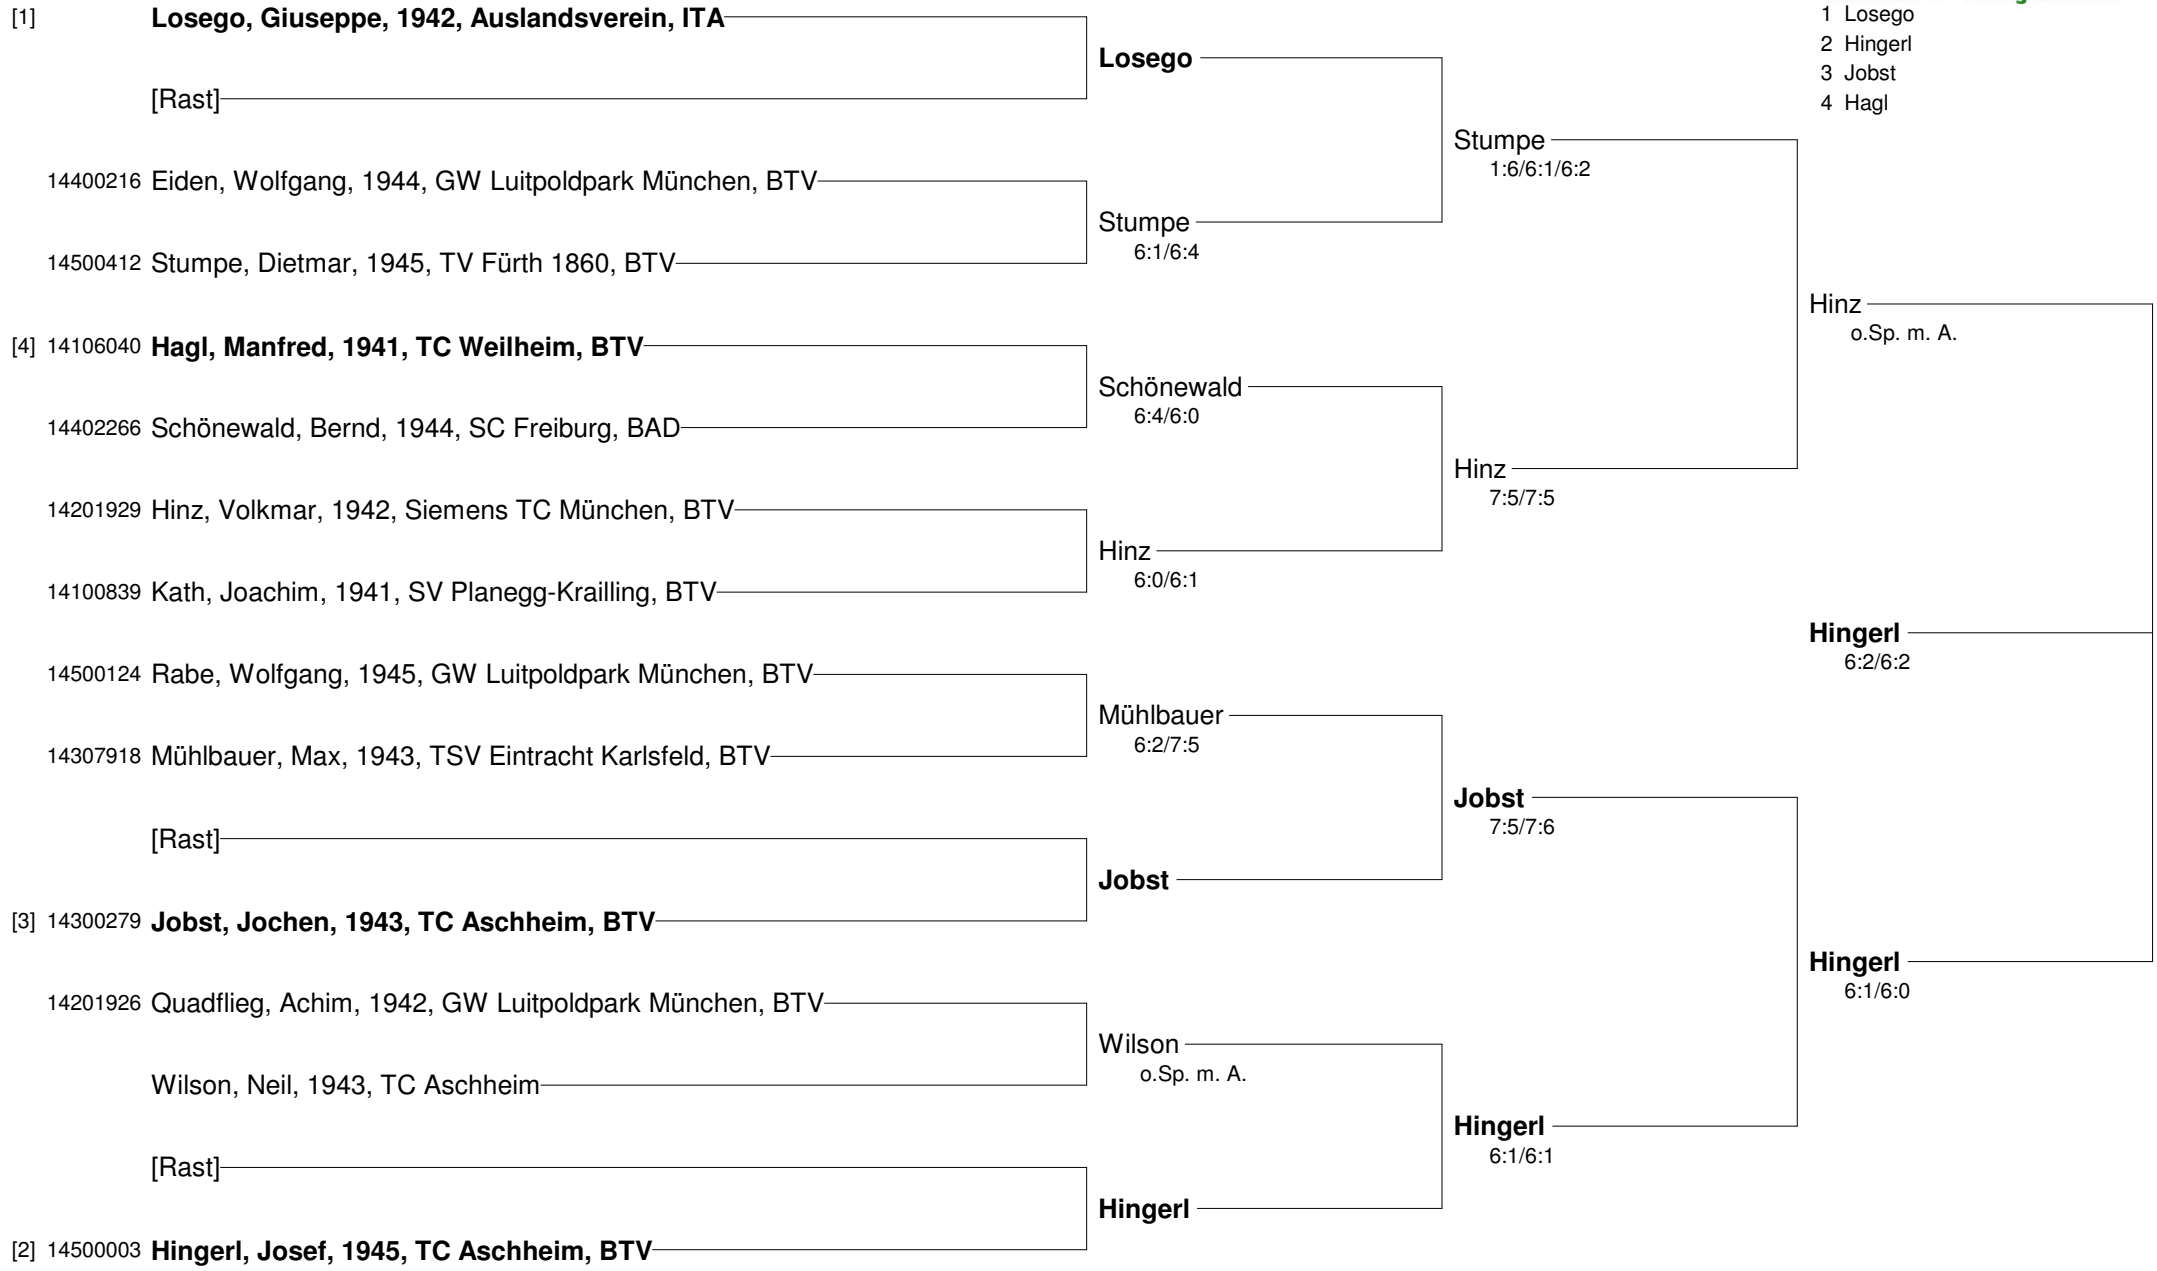 [1] Losego, Giuseppe, 1942, Auslandsverein, ITA
[Rast]
14400216 Eiden, Wolfgang, 1944, GW Luitpoldpark München, BTV
14500412 Stumpe, Dietmar, 1945, TV Fürth 1860, BTV
[4] 14106040 Hagl, Manfred, 1941, TC Weilheim, BTV
14402266 Schönewald, Bernd, 1944, SC Freiburg, BAD
14201929 Hinz, Volkmar, 1942, Siemens TC München, BTV
14100839 Kath, Joachim, 1941, SV Planegg-Krailling, BTV
14500124 Rabe, Wolfgang, 1945, GW Luitpoldpark München, BTV
14307918 Mühlbauer, Max, 1943, TSV Eintracht Karlsfeld, BTV
[Rast]
[3] 14300279 Jobst, Jochen, 1943, TC Aschheim, BTV
14201926 Quadflieg, Achim, 1942, GW Luitpoldpark München, BTV
Wilson, Neil, 1943, TC Aschheim
[Rast]
[2] 14500003 Hingerl, Josef, 1945, TC Aschheim, BTV
Losego
Stumpe
6:1/6:4
Schönewald
6:4/6:0
Hinz
6:0/6:1
Mühlbauer
6:2/7:5
Jobst
Wilson
o.Sp. m. A.
Hingerl
Stumpe
1:6/6:1/6:2
Hinz
7:5/7:5
Jobst
7:5/7:6
Hingerl
6:1/6:1
1 Losego
2 Hingerl
3 Jobst
4 Hagl
Hinz
o.Sp. m. A.
Hingerl
6:2/6:2
Hingerl
6:1/6:0